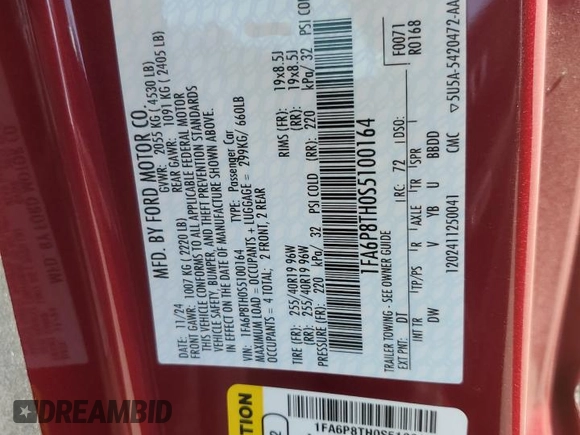 MFD. BY FORD MOTOR CO.
DATE: 11/24 GVWR: 2055 KG ( 4530 LB)
FRONT GAWR: 1007 KG ( 2220 LB) REAR GAWR: 1091 KG ( 2405 LB)
THIS VEHICLE CONFORMS TO ALL APPLICABLE FEDERAL MOTOR
VEHICLE SAFETY, BUMPER, AND THEFT PREVENTION STANDARDS
IN EFFECT ON THE DATE OF MANUFACTURE SHOWN ABOVE.
VIN: 1FA6P8TH0S5100164 TYPE: Passenger Car
MAXIMUM LOAD = OCCUPANTS + LUGGAGE = 299KG/ 660LB
OCCUPANTS = 4 TOTAL; 2 FRONT, 2 REAR
TIRE (FR): 255/40R19 96W RIMS (FR): 19x8.5J
(RR): 255/40R19 96W (RR): 19x8.5J
PRESSURE (FR): 220 kPa/ 32 PSI COLD (RR): 220 kPa/ 32 PSI COLD
1FA6P8TH0S5100164
TRAILER TOWING - SEE OWNER GUIDE
F0071
R0168
EXT PNT: DT RC: 72 DSO:
INT TR TP/PS R AXLE TR SPR
DW V YB U BBDD
1202411250041 CMC ▽5U5A-5420472-AA
1FA6P8TH0S5100
DREAMBID